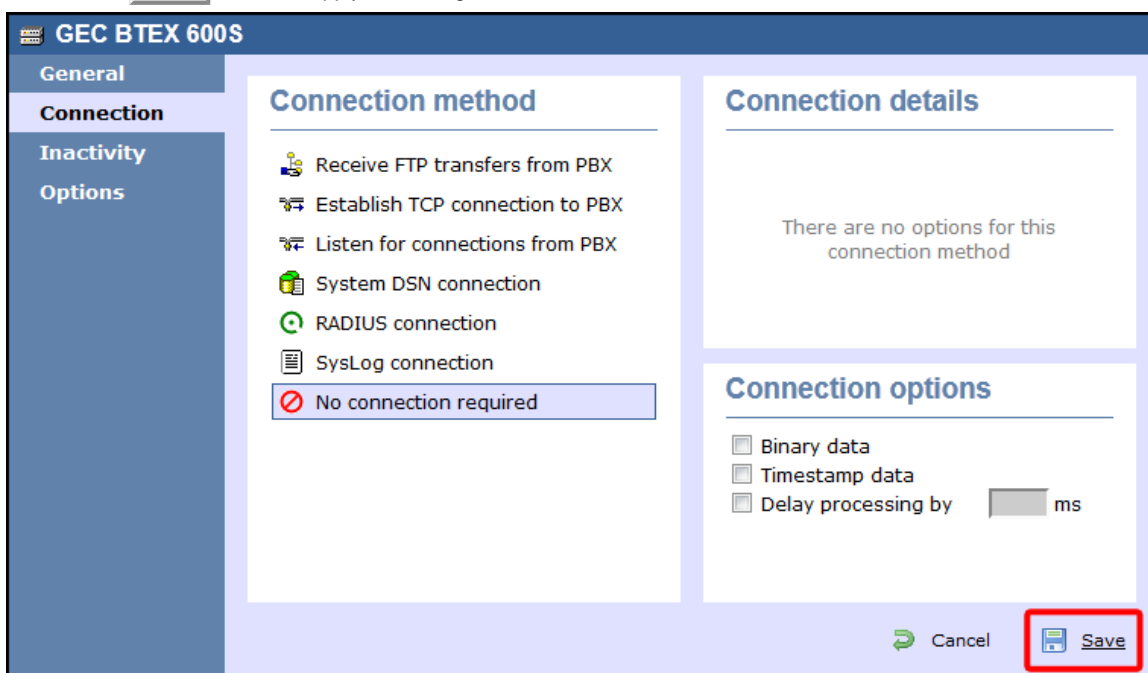 GEC BTEX 600S
General
Connection
Inactivity
Options
Connection method
Receive FTP transfers from PBX
Establish TCP connection to PBX
Listen for connections from PBX
System DSN connection
RADIUS connection
SysLog connection
No connection required
Connection details
There are no options for this
connection method
Connection options
Binary data
Timestamp data
Delay processing by ms
Cancel
Save